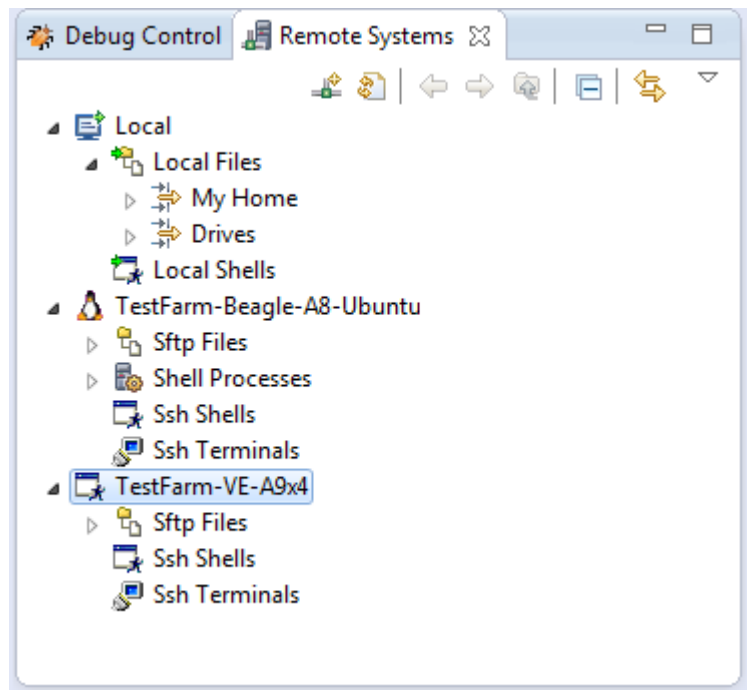 Debug Control Remote Systems
Local
Local Files
My Home
Drives
Local Shells
TestFarm-Beagle-A8-Ubuntu
Sftp Files
Shell Processes
Ssh Shells
Ssh Terminals
TestFarm-VE-A9x4
Sftp Files
Ssh Shells
Ssh Terminals